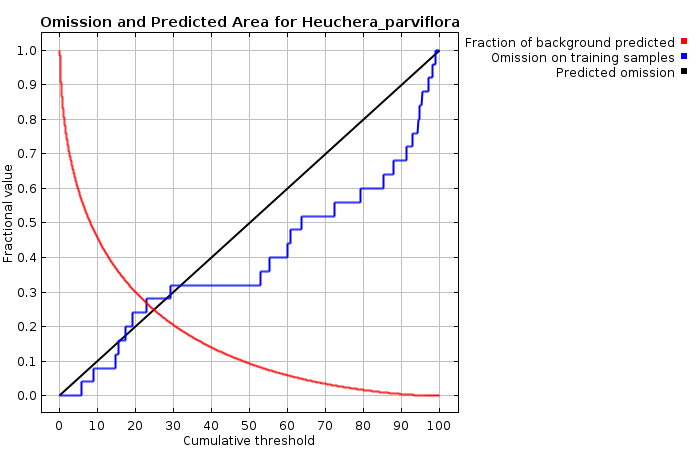 Omission and Predicted Area for Heuchera_parviflora
Fraction of background predicted
Omission on training samples
Predicted omission
Fractional value
1.0
0.9
0.8
0.7
0.6
0.5
0.4
0.3
0.2
0.1
0.0
0 10 20 30 40 50 60 70 80 90 100
Cumulative threshold